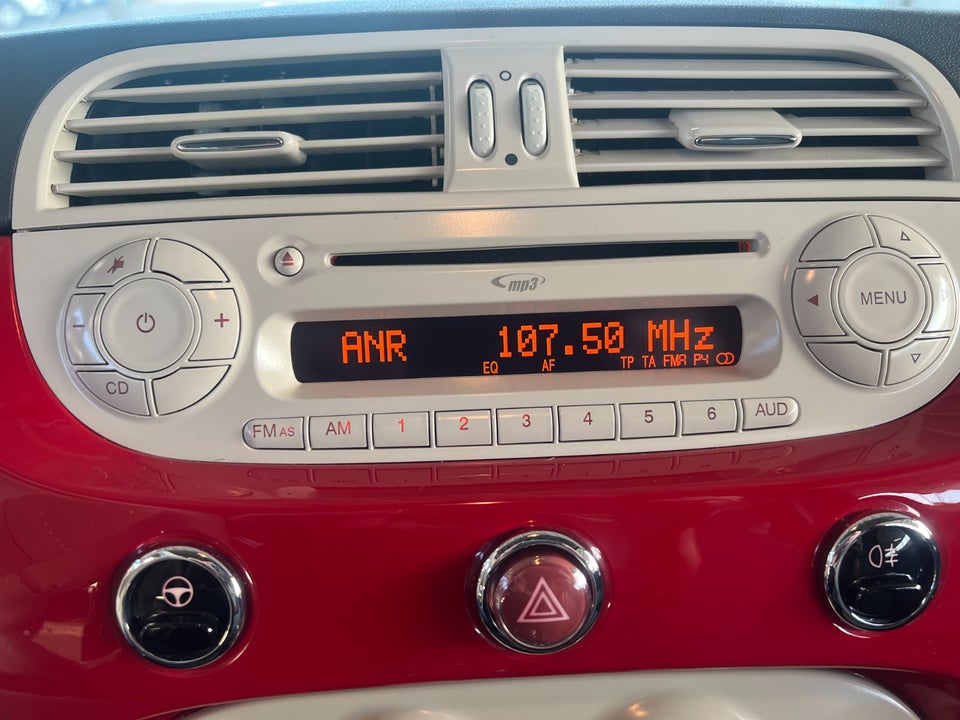 mp3
ANR 107.50 MHz
EQ AF TP TA FMA P4
- +
CD
MENU
FM AS AM 1 2 3 4 5 6 AUD